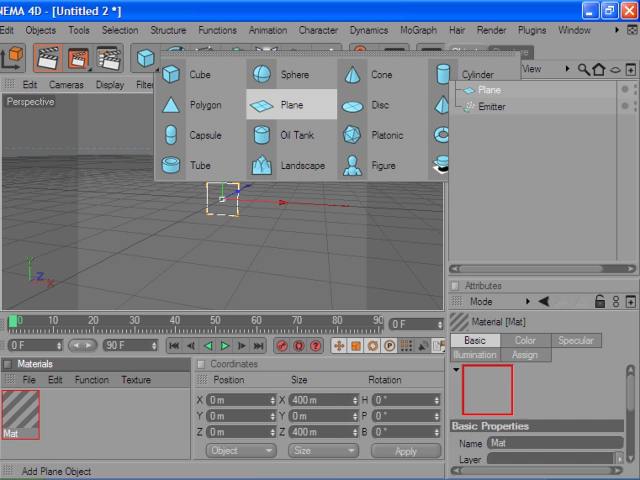 NEMA 4D - [Untitled 2 *]
Edit Objects Tools Selection Structure Functions Animation Character Dynamics MoGraph Hair Render Plugins Window
Edit Cameras Display Filte
View
Perspective
Cube Sphere Cone Cylinder
Polygon Plane Disc
Capsule Oil Tank Platonic
Tube Landscape Figure
Plane
Emitter
Y
Z
X
Attributes
Mode
0 10 20 30 40 50 60 70 80 90 0 F
0 F 90 F
Material [Mat]
Basic Color Specular
Illumination Assign
Materials
File Edit Function Texture
Mat
Coordinates
Position Size Rotation
X 0 m X 400 m H 0 °
Y 0 m Y 0 m P 0 °
Z 0 m Z 400 m B 0 °
Object Size Apply
Basic Properties
Name Mat
Layer
Add Plane Object